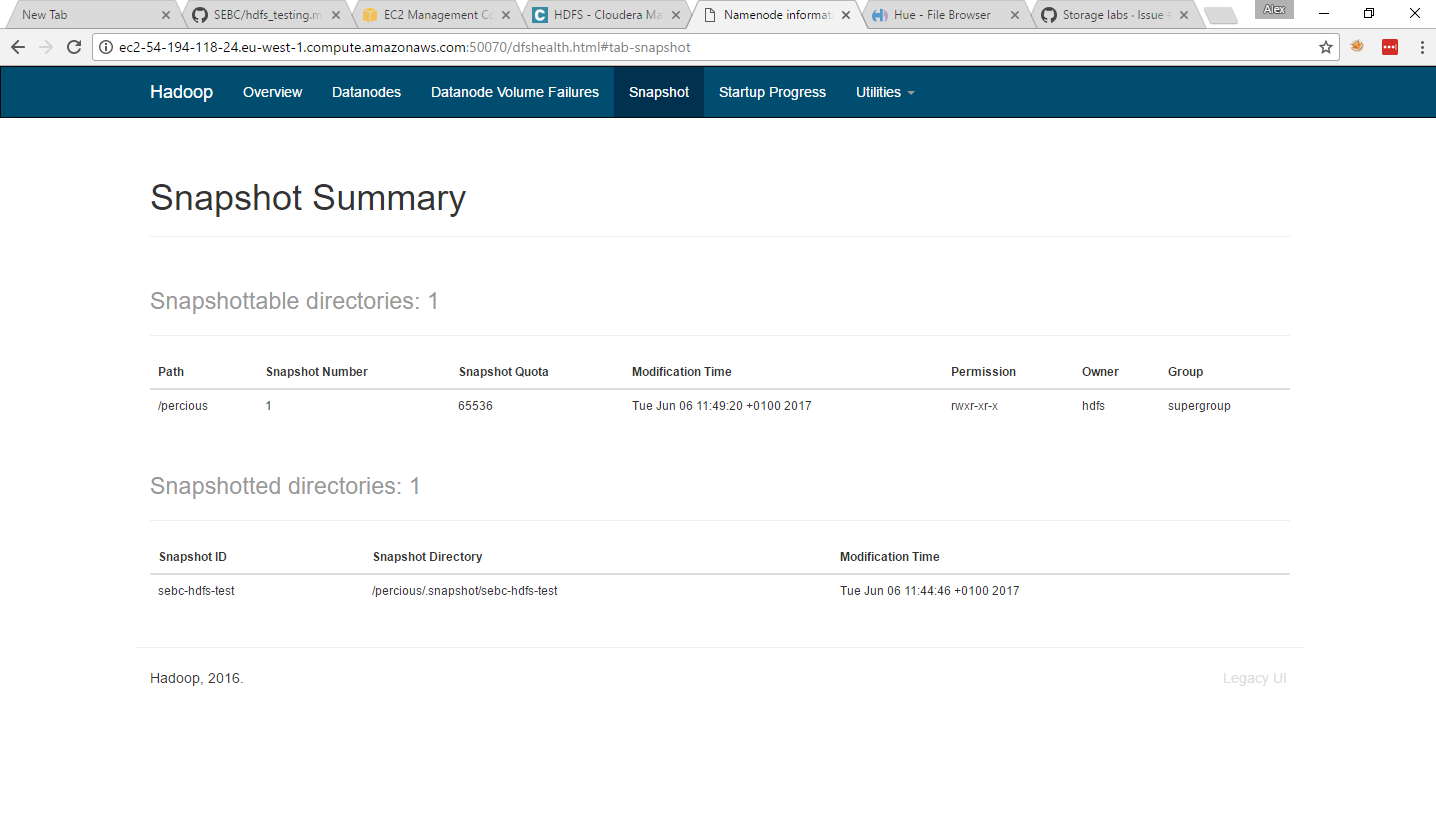 New Tab
SEBC/hdfs_testing.m
EC2 Management Co
HDFS - Cloudera Ma
Namenode informat
Hue - File Browser
Storage labs · Issue
Alex
ec2-54-194-118-24.eu-west-1.compute.amazonaws.com:50070/dfshealth.html#tab-snapshot
Hadoop Overview Datanodes Datanode Volume Failures Snapshot Startup Progress Utilities
Snapshot Summary
Snapshottable directories: 1
Path Snapshot Number Snapshot Quota Modification Time Permission Owner Group
/percious 1 65536 Tue Jun 06 11:49:20 +0100 2017 rwxr-xr-x hdfs supergroup
Snapshotted directories: 1
Snapshot ID Snapshot Directory Modification Time
sebc-hdfs-test /percious/.snapshot/sebc-hdfs-test Tue Jun 06 11:44:46 +0100 2017
Hadoop, 2016. Legacy UI